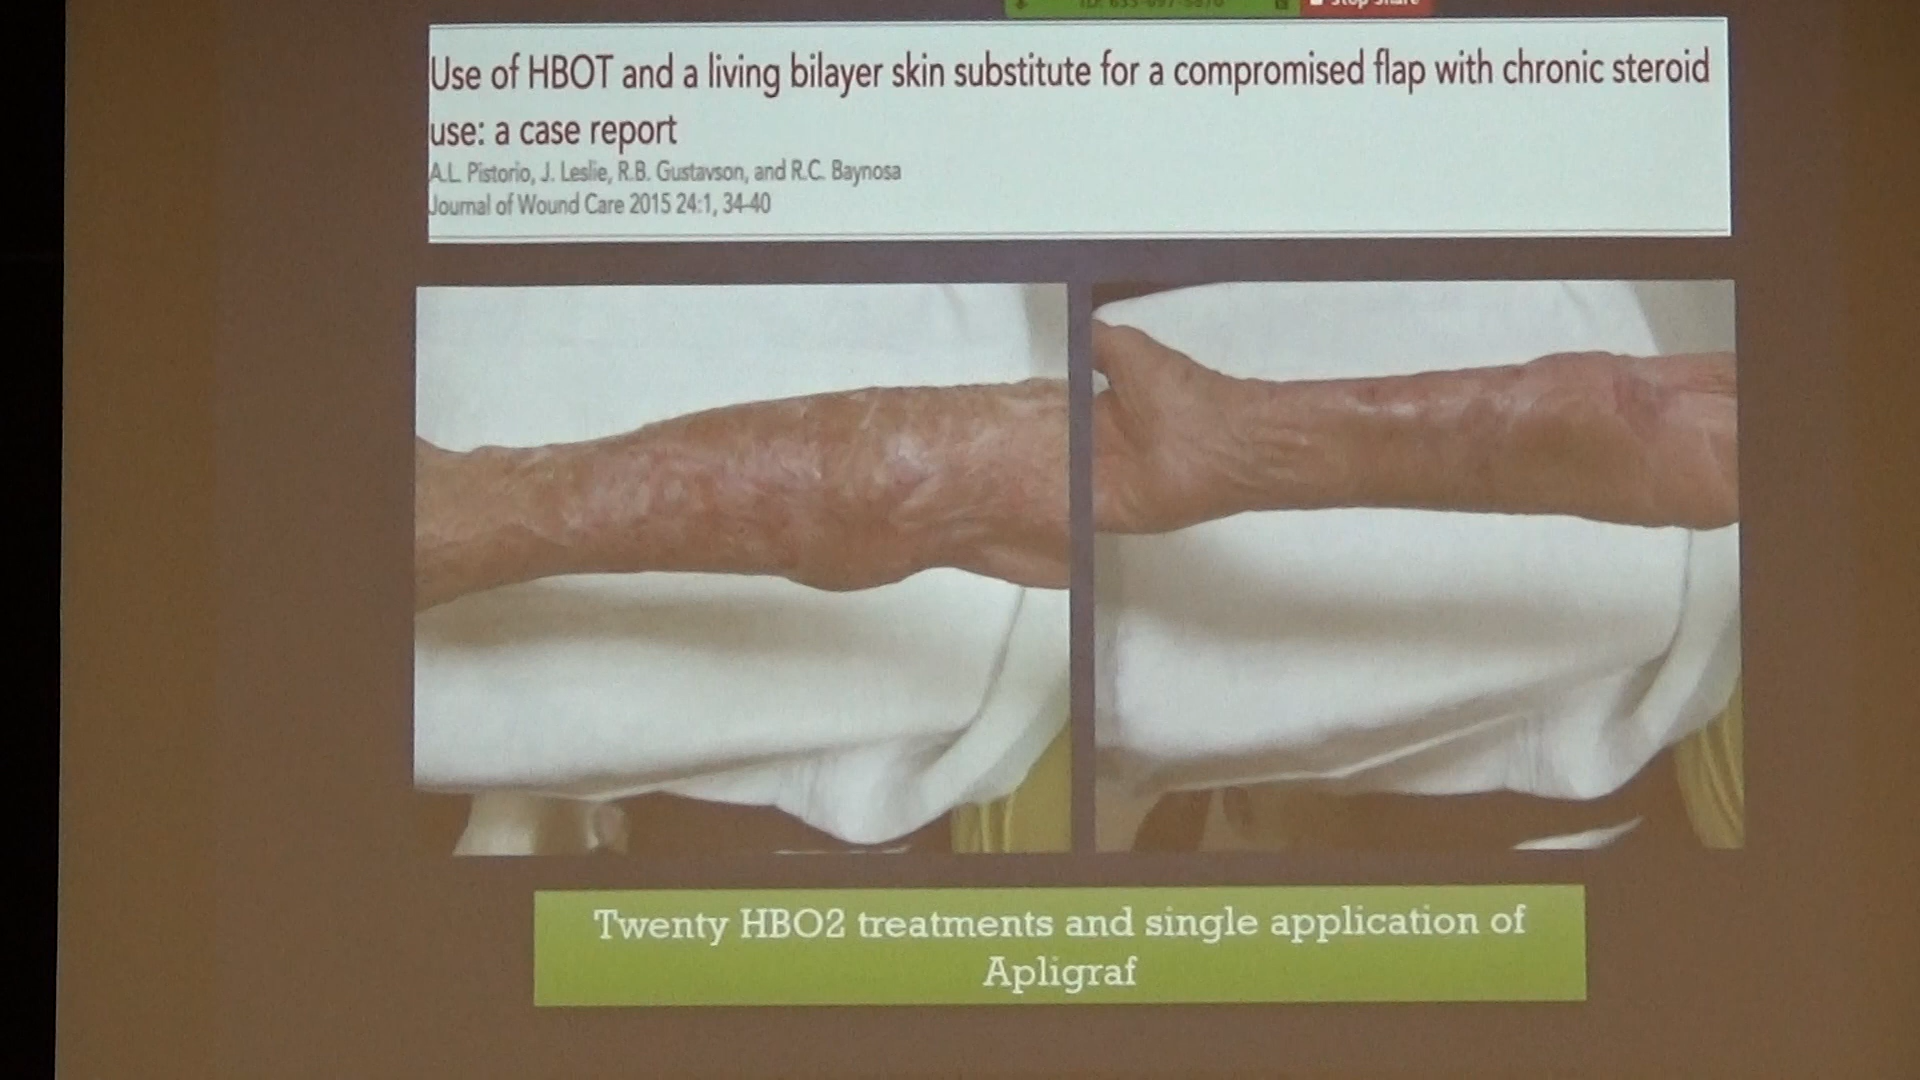 Stop Share
Use of HBOT and a living bilayer skin substitute for a compromised flap with chronic steroid
use: a case report
A.L. Pistorio, J. Leslie, R.B. Gustavson, and R.C. Baynosa
Journal of Wound Care 2015 24:1, 34-40
Twenty HBO2 treatments and single application of
Apligraf